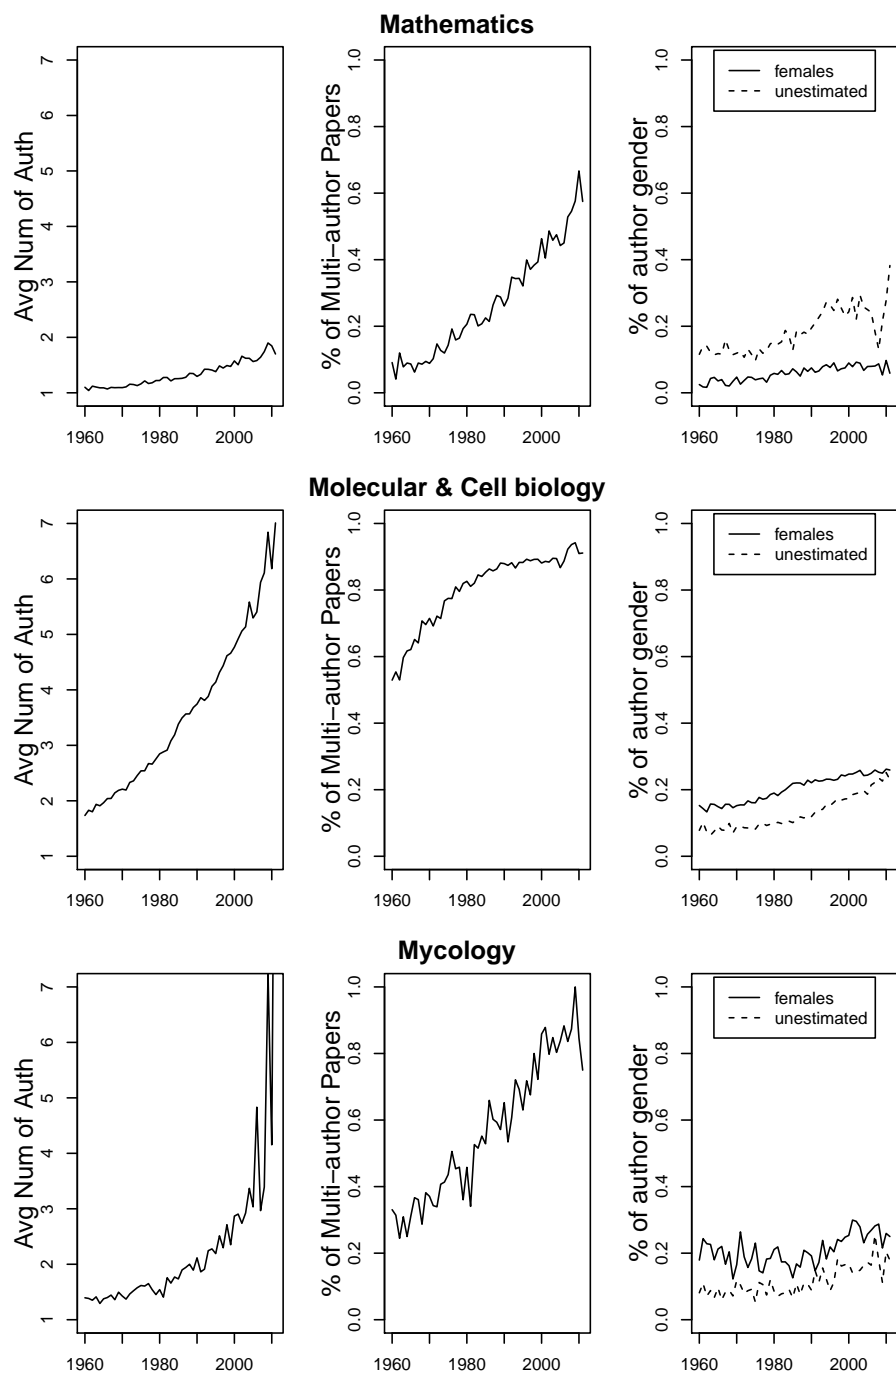 Mathematics
Avg Num of Auth
7
6
5
4
3
2
1
1960 1980 2000
% of Multi−author Papers
1.0
0.8
0.6
0.4
0.2
0.0
1960 1980 2000
% of author gender
1.0
0.8
0.6
0.4
0.2
0.0
females
unestimated
1960 1980 2000
Molecular & Cell biology
Avg Num of Auth
7
6
5
4
3
2
1
1960 1980 2000
% of Multi−author Papers
1.0
0.8
0.6
0.4
0.2
0.0
1960 1980 2000
% of author gender
1.0
0.8
0.6
0.4
0.2
0.0
females
unestimated
1960 1980 2000
Mycology
Avg Num of Auth
7
6
5
4
3
2
1
1960 1980 2000
% of Multi−author Papers
1.0
0.8
0.6
0.4
0.2
0.0
1960 1980 2000
% of author gender
1.0
0.8
0.6
0.4
0.2
0.0
females
unestimated
1960 1980 2000